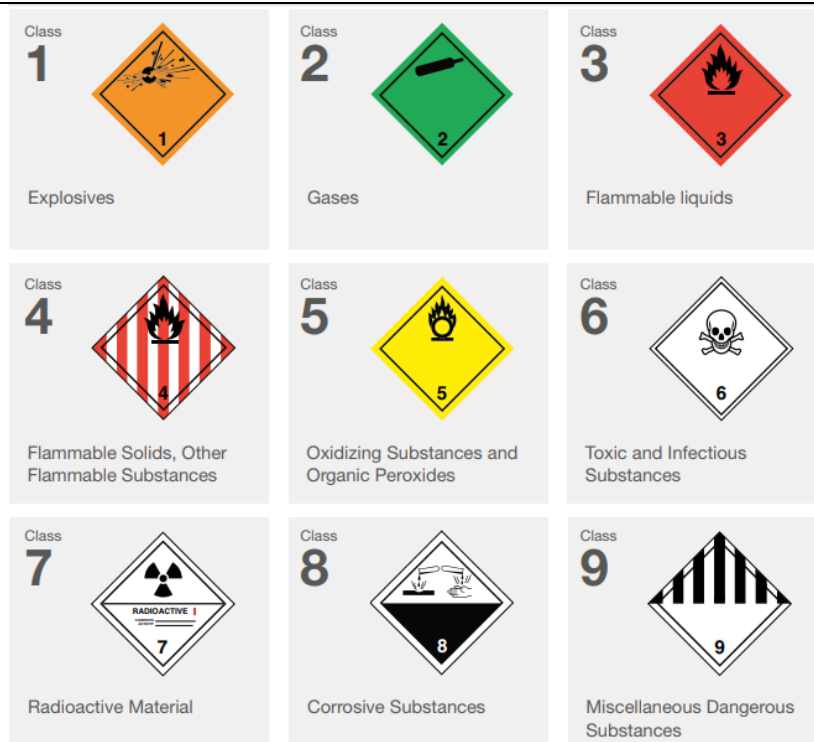 Class
1
1
Explosives
Class
2
2
Gases
Class
3
3
Flammable liquids
Class
4
4
Flammable Solids, Other
Flammable Substances
Class
5
5
Oxidizing Substances and
Organic Peroxides
Class
6
6
Toxic and Infectious
Substances
Class
7
RADIOACTIVE I
7
Radioactive Material
Class
8
8
Corrosive Substances
Class
9
9
Miscellaneous Dangerous
Substances